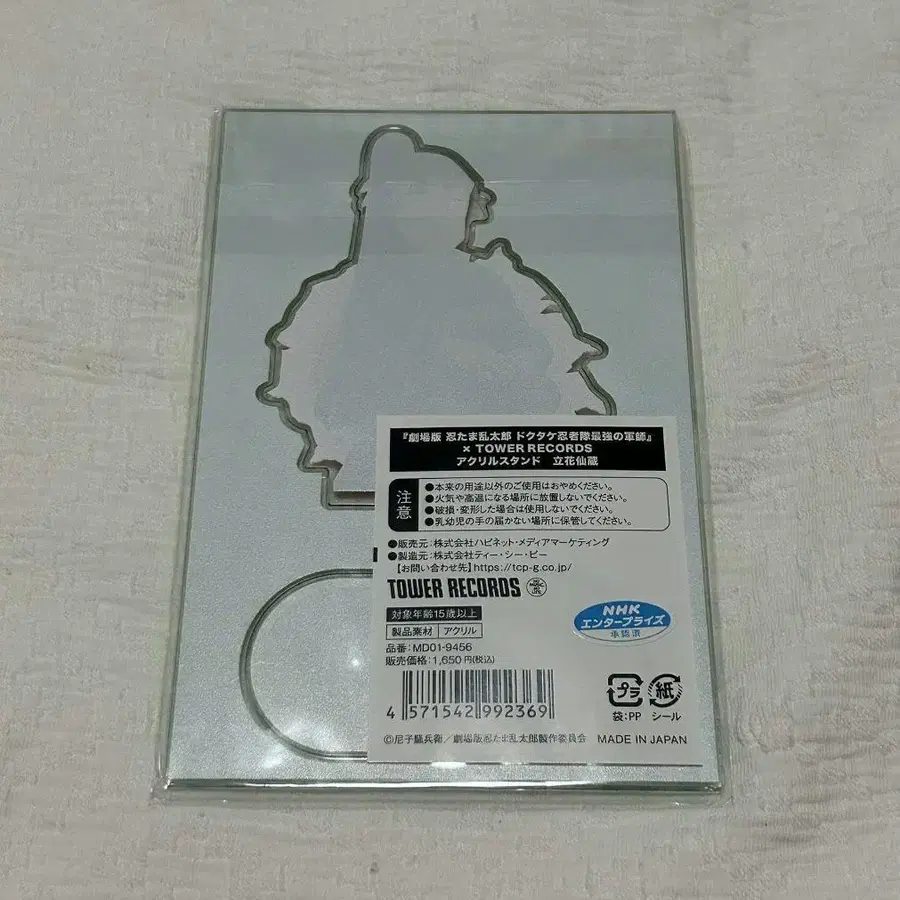 『劇場版 忍たま乱太郎 ドクタケ忍者隊最強の軍師』
× TOWER RECORDS
アクリルスタンド 立花仙蔵
注意
●本来の用途以外のご使用はおやめください。
●火気や高温になる場所に放置しないでください。
●破損・変形した場合は使用しないでください。
●乳幼児の手の届かない場所に保管してください。
●販売元：株式会社ハピネット・メディアマーケティング
●製造元：株式会社ティー・シー・ピー
【お問い合わせ先】https://tcp-g.co.jp/
TOWER RECORDS
対象年齢15歳以上
製品素材 アクリル
品番：MD01-9456
販売価格：1,650円(税込)
NHK
エンタープライズ
承認済
4 571542 992369
プラ 紙
袋：PP シール
©尼子騒兵衛／劇場版忍たま乱太郎製作委員会 MADE IN JAPAN